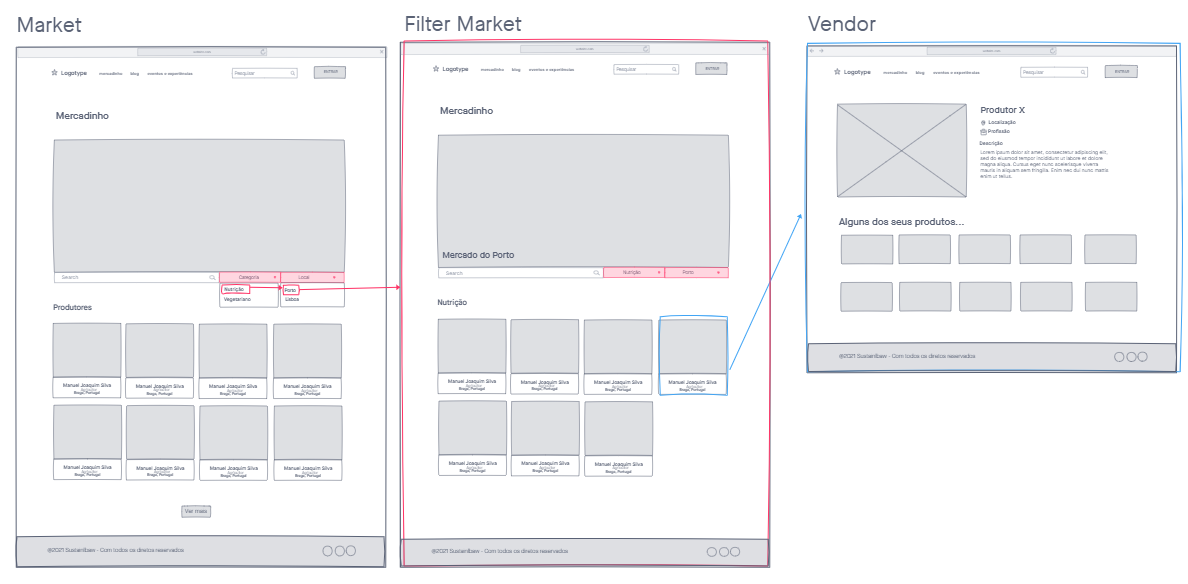 Market
Logotype
mercadinho
blog
eventos e experiências
Pesquisar
ENTRAR
Mercadinho
Search
Categoria
Local
Nutrição
Porto
Vegetariano
Lisboa
Produtores
Manuel Joaquim Silva
Agricultor
Braga, Portugal
Manuel Joaquim Silva
Agricultor
Braga, Portugal
Manuel Joaquim Silva
Agricultor
Braga, Portugal
Manuel Joaquim Silva
Agricultor
Braga, Portugal
Manuel Joaquim Silva
Agricultor
Braga, Portugal
Manuel Joaquim Silva
Agricultor
Braga, Portugal
Manuel Joaquim Silva
Agricultor
Braga, Portugal
Manuel Joaquim Silva
Agricultor
Braga, Portugal
Ver mais
©2021 Sustainbaw - Com todos os direitos reservados
Filter Market
Logotype
mercadinho
blog
eventos e experiências
Pesquisar
ENTRAR
Mercadinho
Mercado do Porto
Search
Nutrição
Porto
Nutrição
Manuel Joaquim Silva
Agricultor
Braga, Portugal
Manuel Joaquim Silva
Agricultor
Braga, Portugal
Manuel Joaquim Silva
Agricultor
Braga, Portugal
Manuel Joaquim Silva
Agricultor
Braga, Portugal
Manuel Joaquim Silva
Agricultor
Braga, Portugal
Manuel Joaquim Silva
Agricultor
Braga, Portugal
Manuel Joaquim Silva
Agricultor
Braga, Portugal
©2021 Sustainbaw - Com todos os direitos reservados
Vendor
Logotype
mercadinho
blog
eventos e experiências
Pesquisar
ENTRAR
Produtor X
Localização
Profissão
Descrição
Lorem ipsum dolor sit amet, consectetur adipiscing elit,
sed do eiusmod tempor incididunt ut labore et dolore
magna aliqua. Cursus eget nunc scelerisque viverra
mauris in aliquam sem fringilla. Enim nec dui nunc mattis
enim ut tellus.
Alguns dos seus produtos...
©2021 Sustainbaw - Com todos os direitos reservados